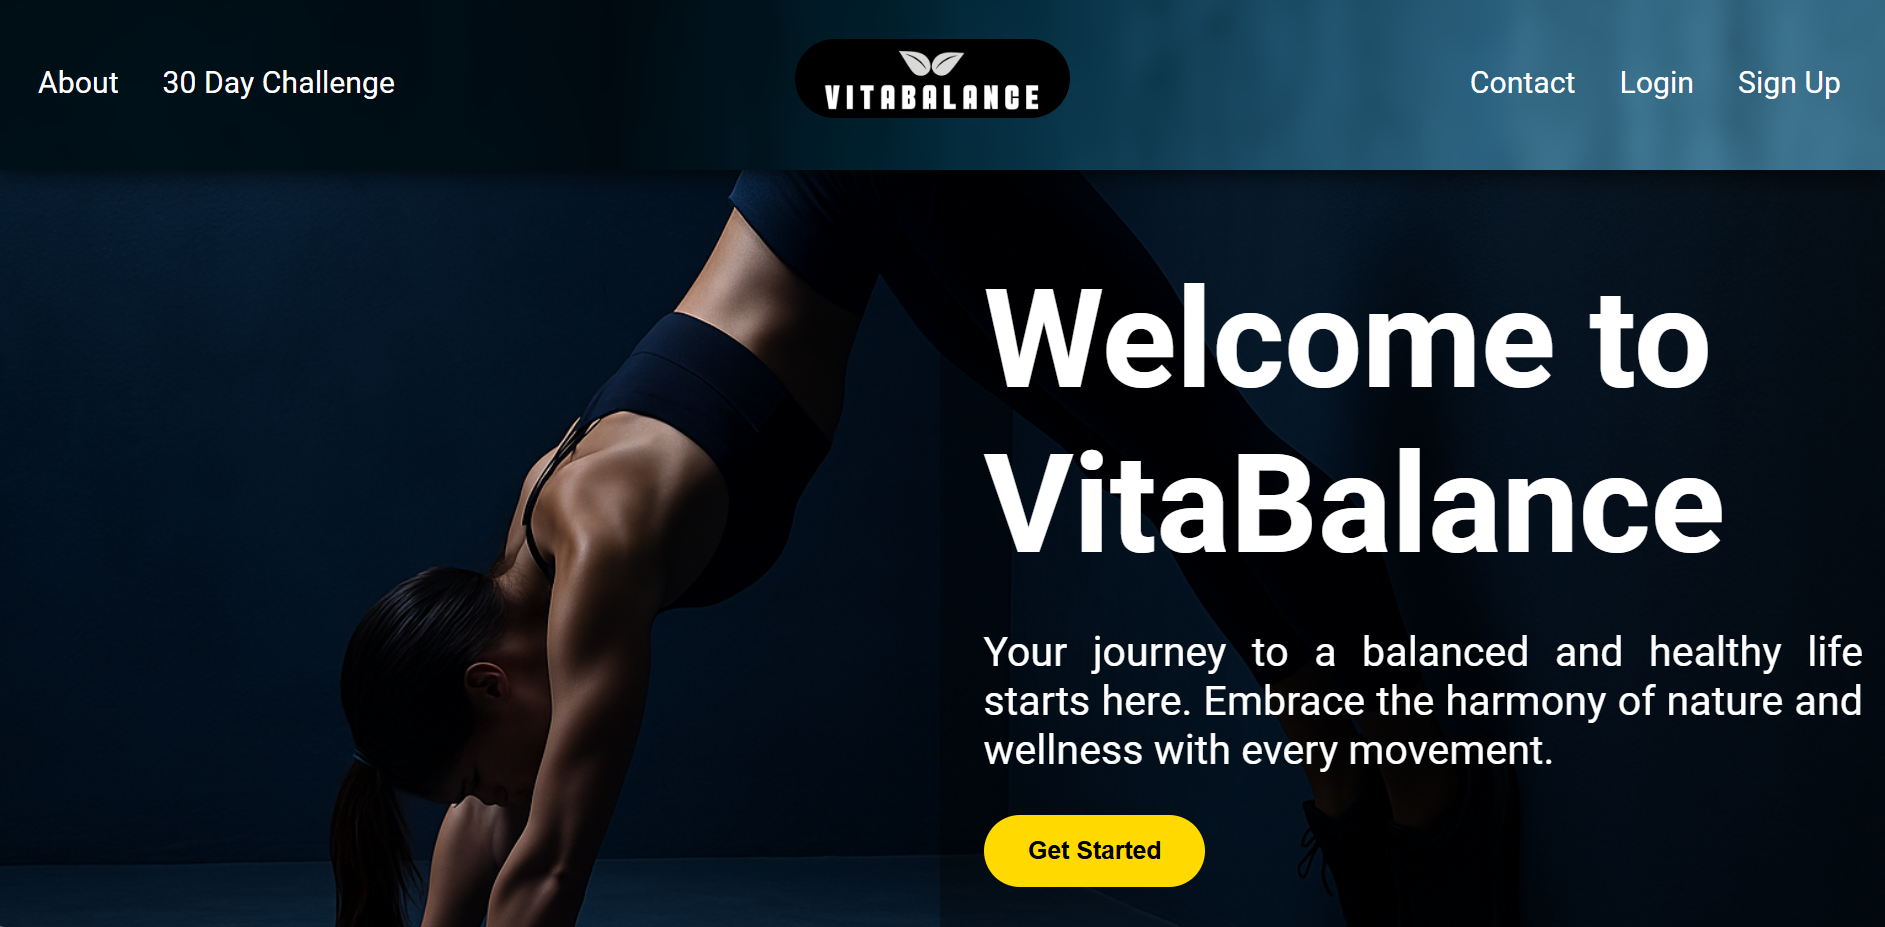 About 30 Day Challenge VITABALANCE Contact Login Sign Up
Welcome to
VitaBalance
Your journey to a balanced and healthy life
starts here. Embrace the harmony of nature and
wellness with every movement.
Get Started